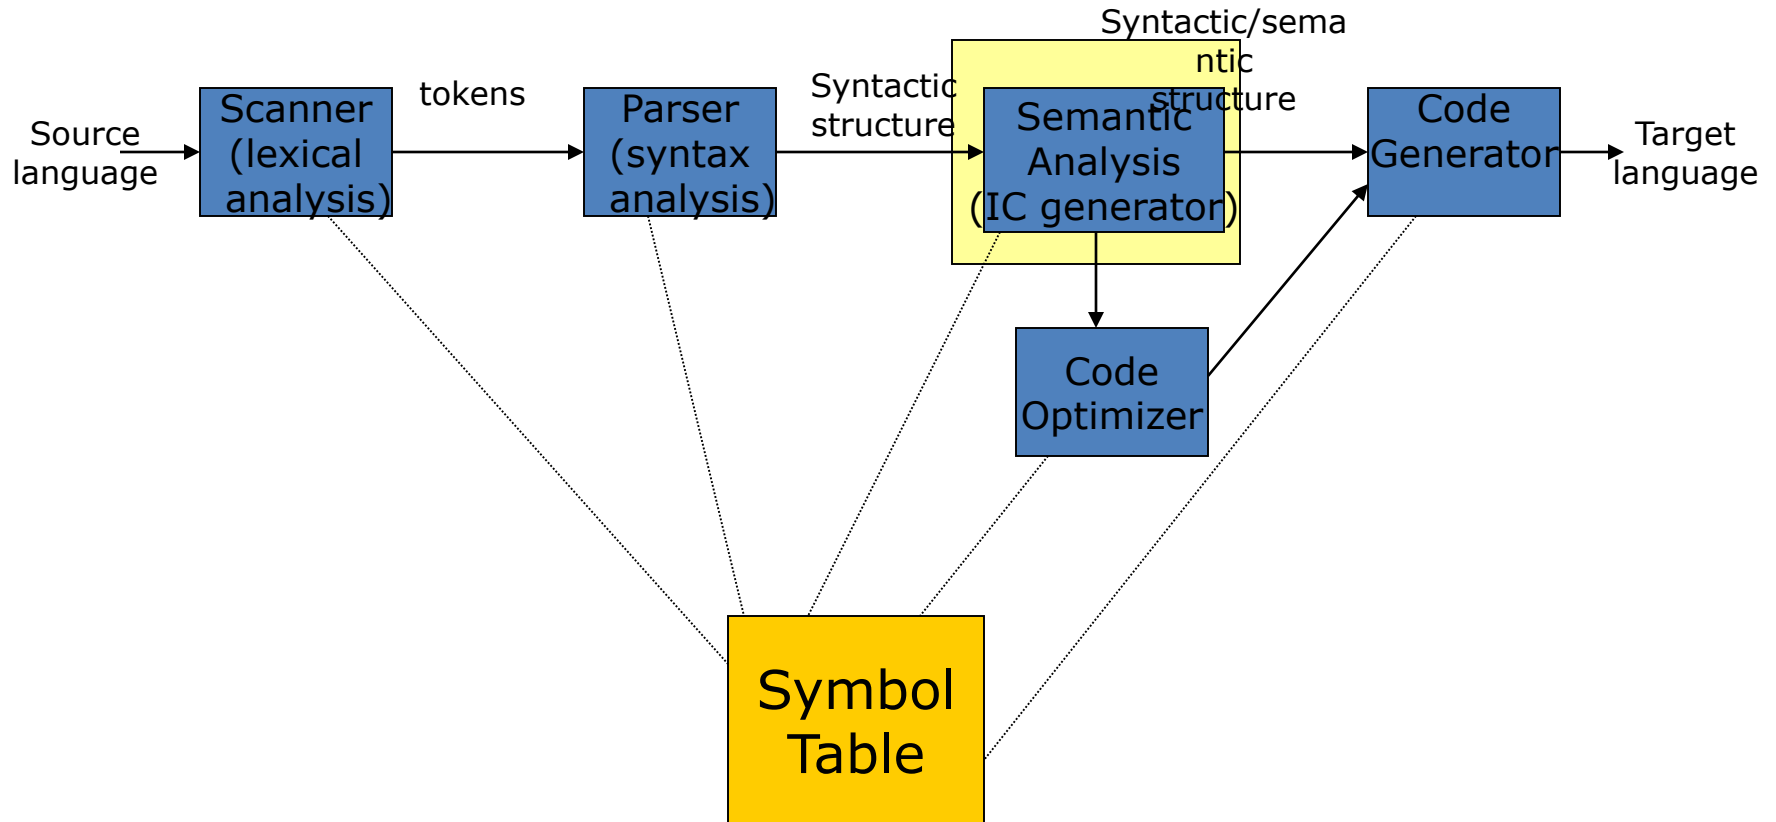 Source
language
Scanner
(lexical
analysis)
tokens
Parser
(syntax
analysis)
Syntactic
structure
Semantic
Analysis
(IC generator)
Syntactic/sema
ntic
structure
Code
Generator
Target
language
Code
Optimizer
Symbol
Table